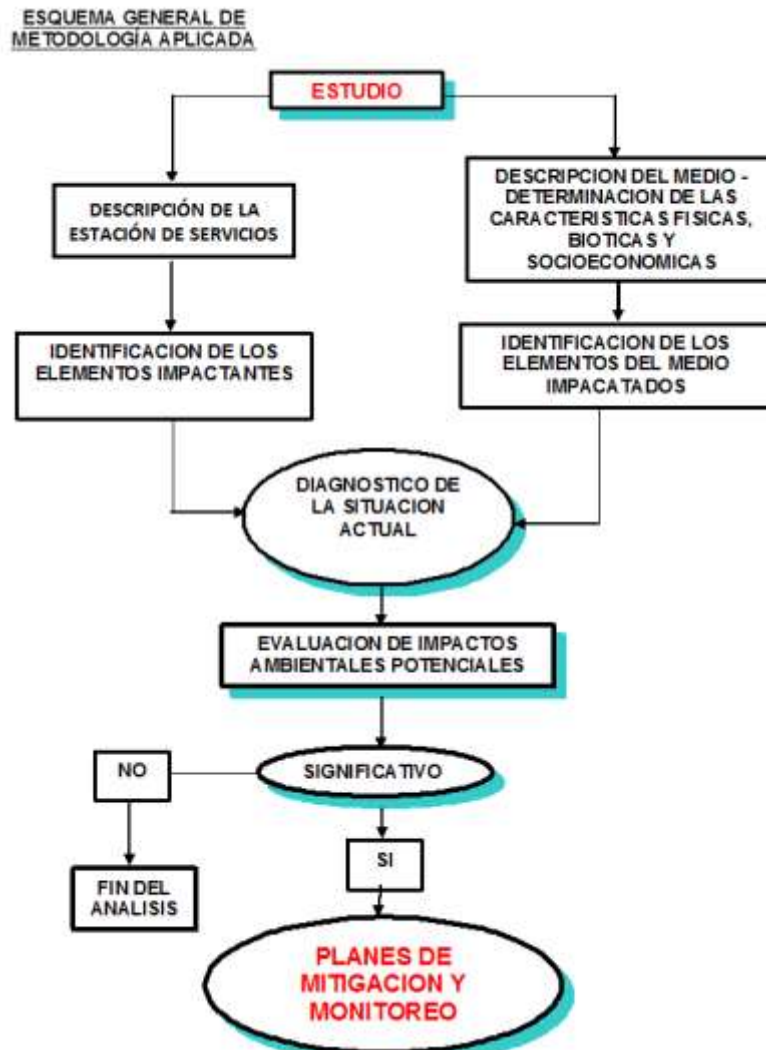 ESQUEMA GENERAL DE
METODOLOGÍA APLICADA
ESTUDIO
DESCRIPCIÓN DE LA
ESTACIÓN DE SERVICIOS
DESCRIPCION DEL MEDIO -
DETERMINACION DE LAS
CARACTERISTICAS FISICAS,
BIOTICAS Y
SOCIOECONOMICAS
IDENTIFICACION DE LOS
ELEMENTOS IMPACTANTES
IDENTIFICACION DE LOS
ELEMENTOS DEL MEDIO
IMPACATADOS
DIAGNOSTICO DE
LA SITUACION
ACTUAL
EVALUACION DE IMPACTOS
AMBIENTALES POTENCIALES
SIGNIFICATIVO
NO
SI
FIN DEL
ANALISIS
PLANES DE
MITIGACION Y
MONITOREO